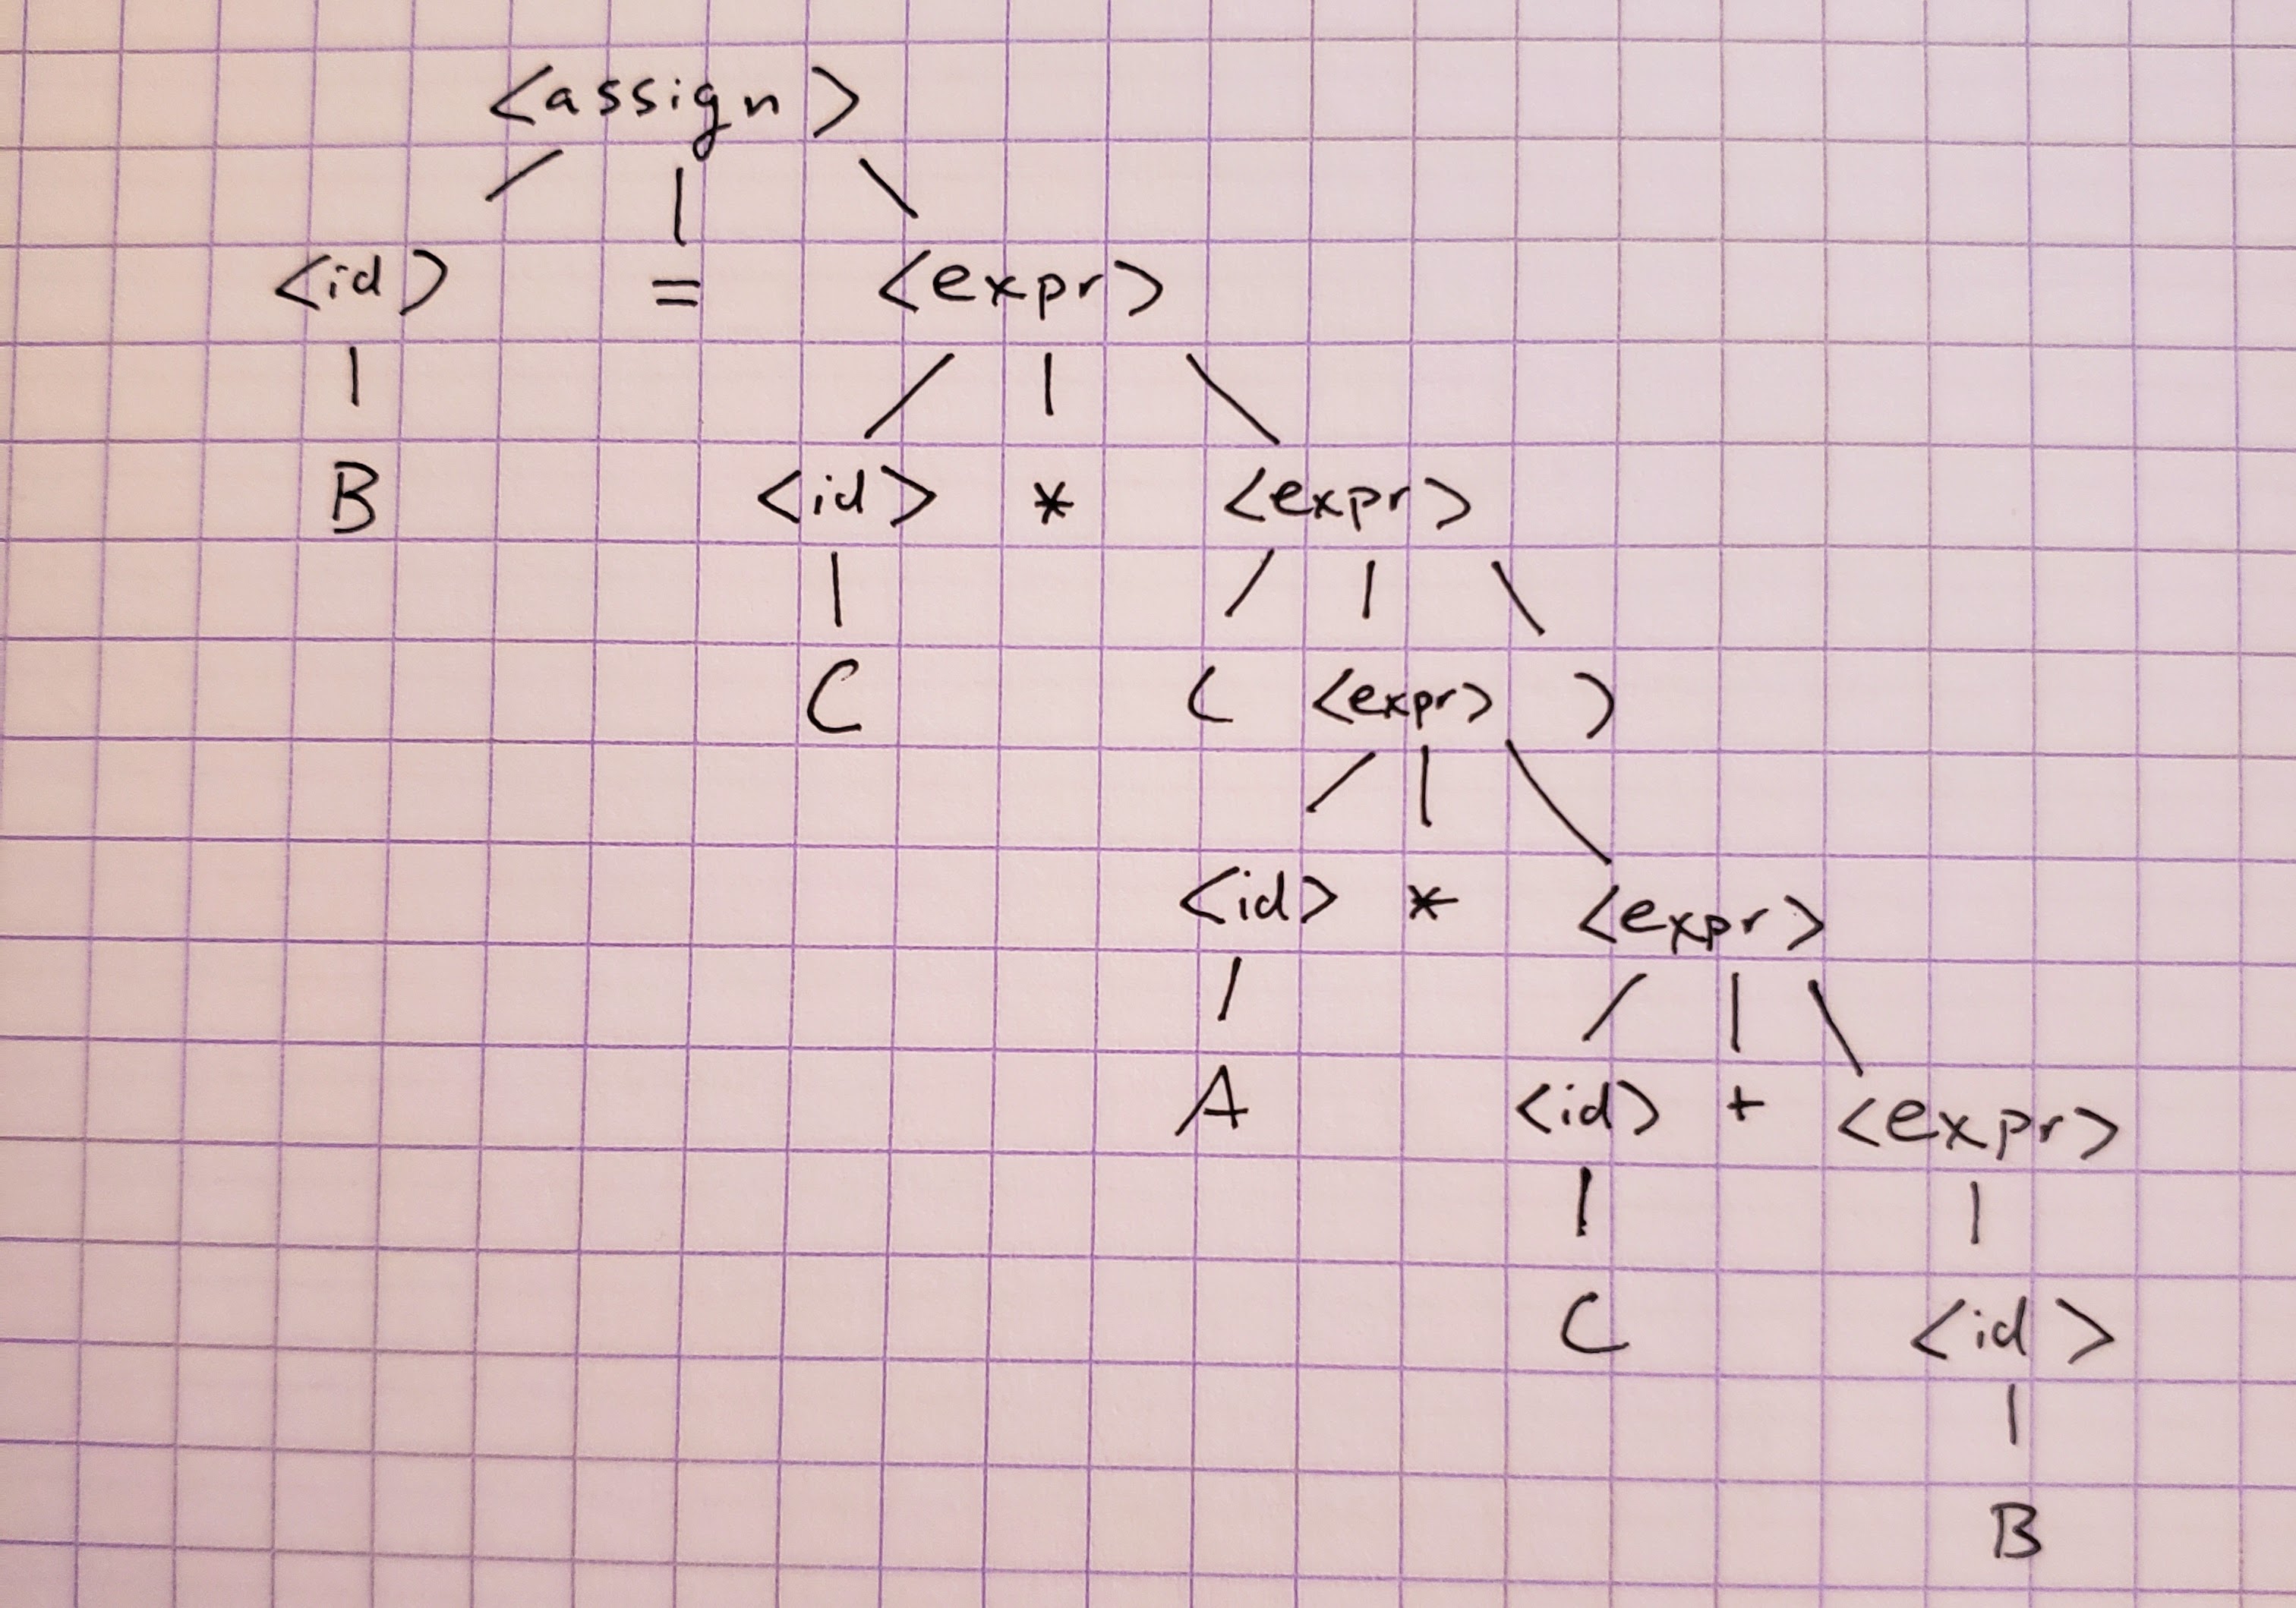 <assign>
<id> = <expr>
B <id> * <expr>
C ( <expr> )
<id> * <expr>
A <id> + <expr>
C <id>
B